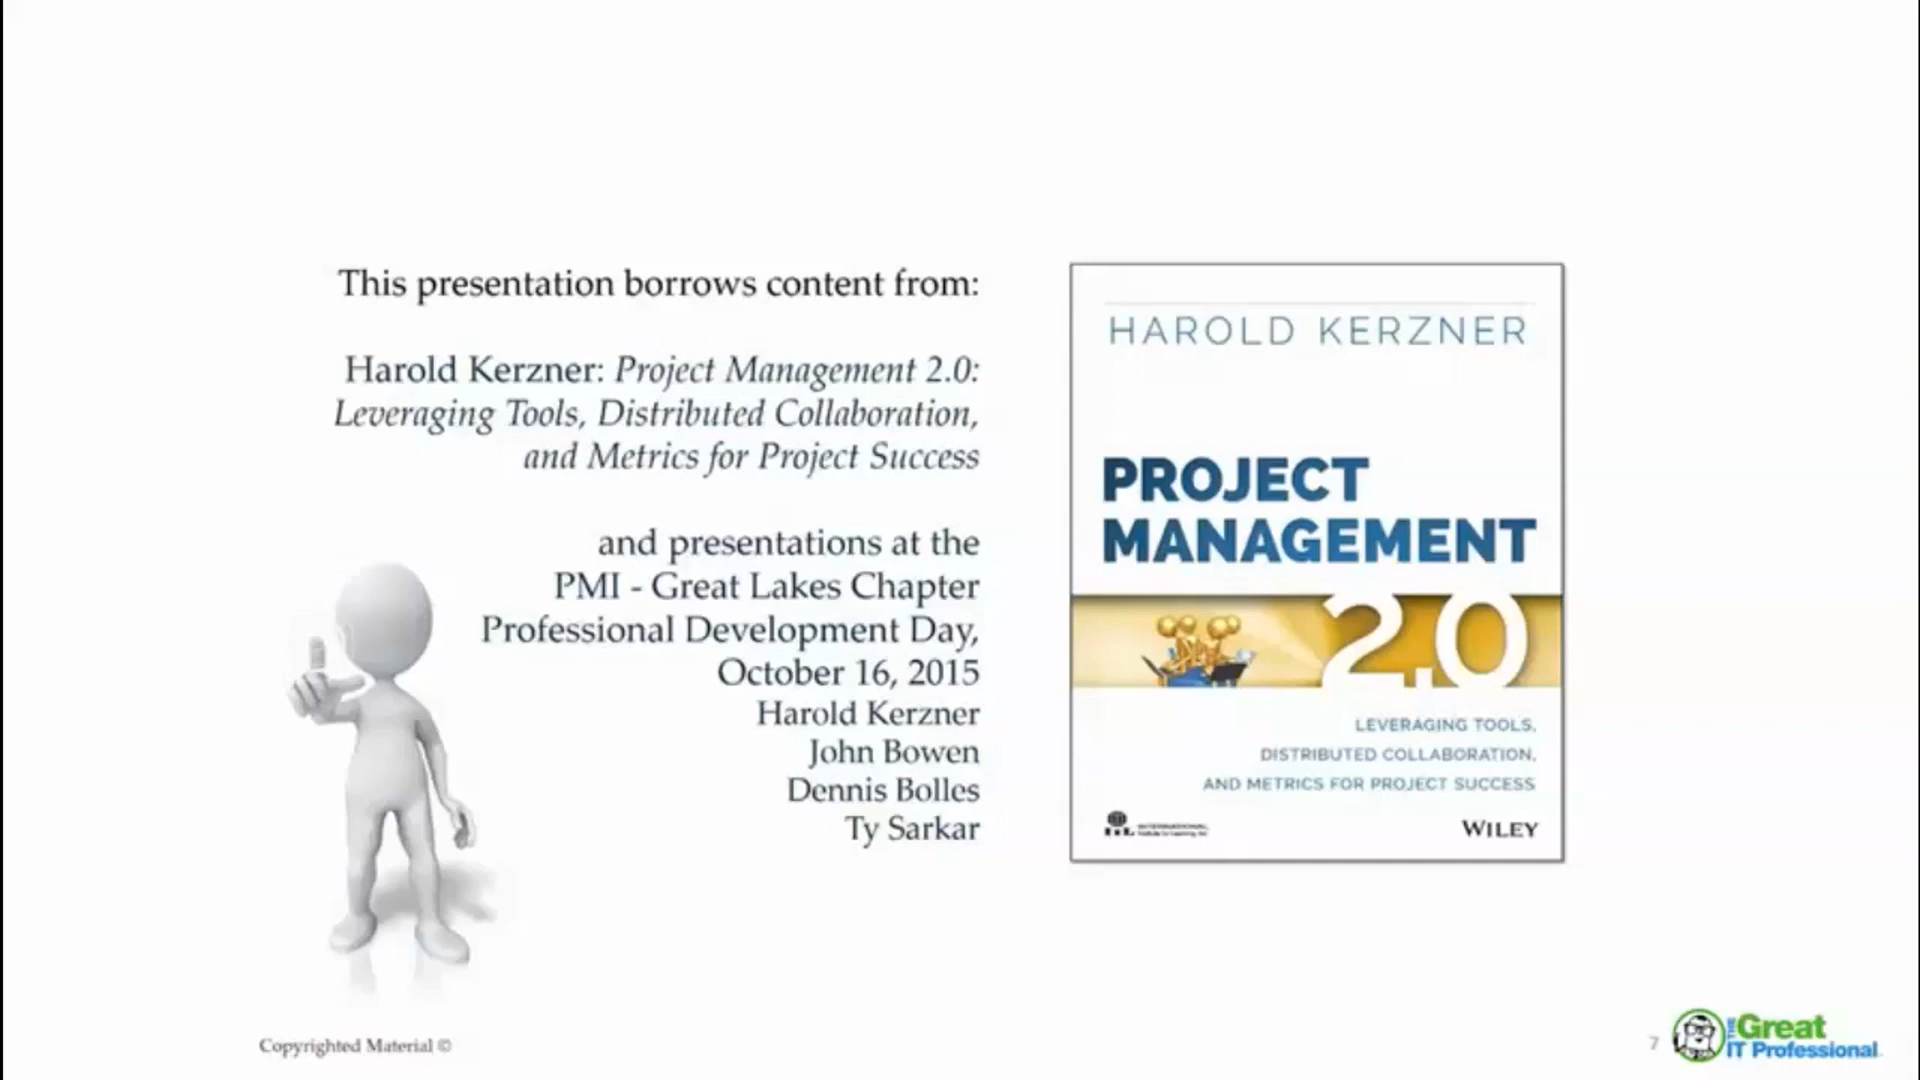 This presentation borrows content from:
Harold Kerzner: Project Management 2.0:
Leveraging Tools, Distributed Collaboration,
and Metrics for Project Success
and presentations at the
PMI - Great Lakes Chapter
Professional Development Day,
October 16, 2015
Harold Kerzner
John Bowen
Dennis Bolles
Ty Sarkar
HAROLD KERZNER
PROJECT
MANAGEMENT
2.0
LEVERAGING TOOLS,
DISTRIBUTED COLLABORATION,
AND METRICS FOR PROJECT SUCCESS
INTERNATIONAL
WILEY
Copyrighted Material ©
7
THE Great
IT Professional